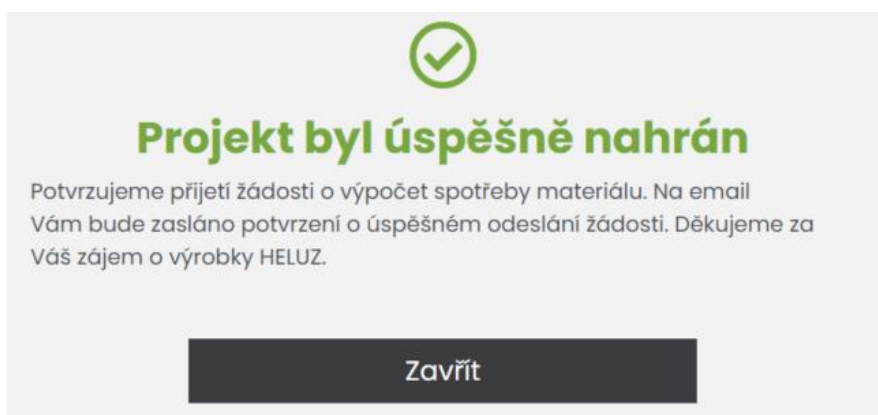 Projekt byl úspěšně nahrán
Potvrzujeme přijetí žádosti o výpočet spotřeby materiálu. Na email
Vám bude zasláno potvrzení o úspěšném odeslání žádosti. Děkujeme za
Váš zájem o výrobky HELUZ.
Zavřít